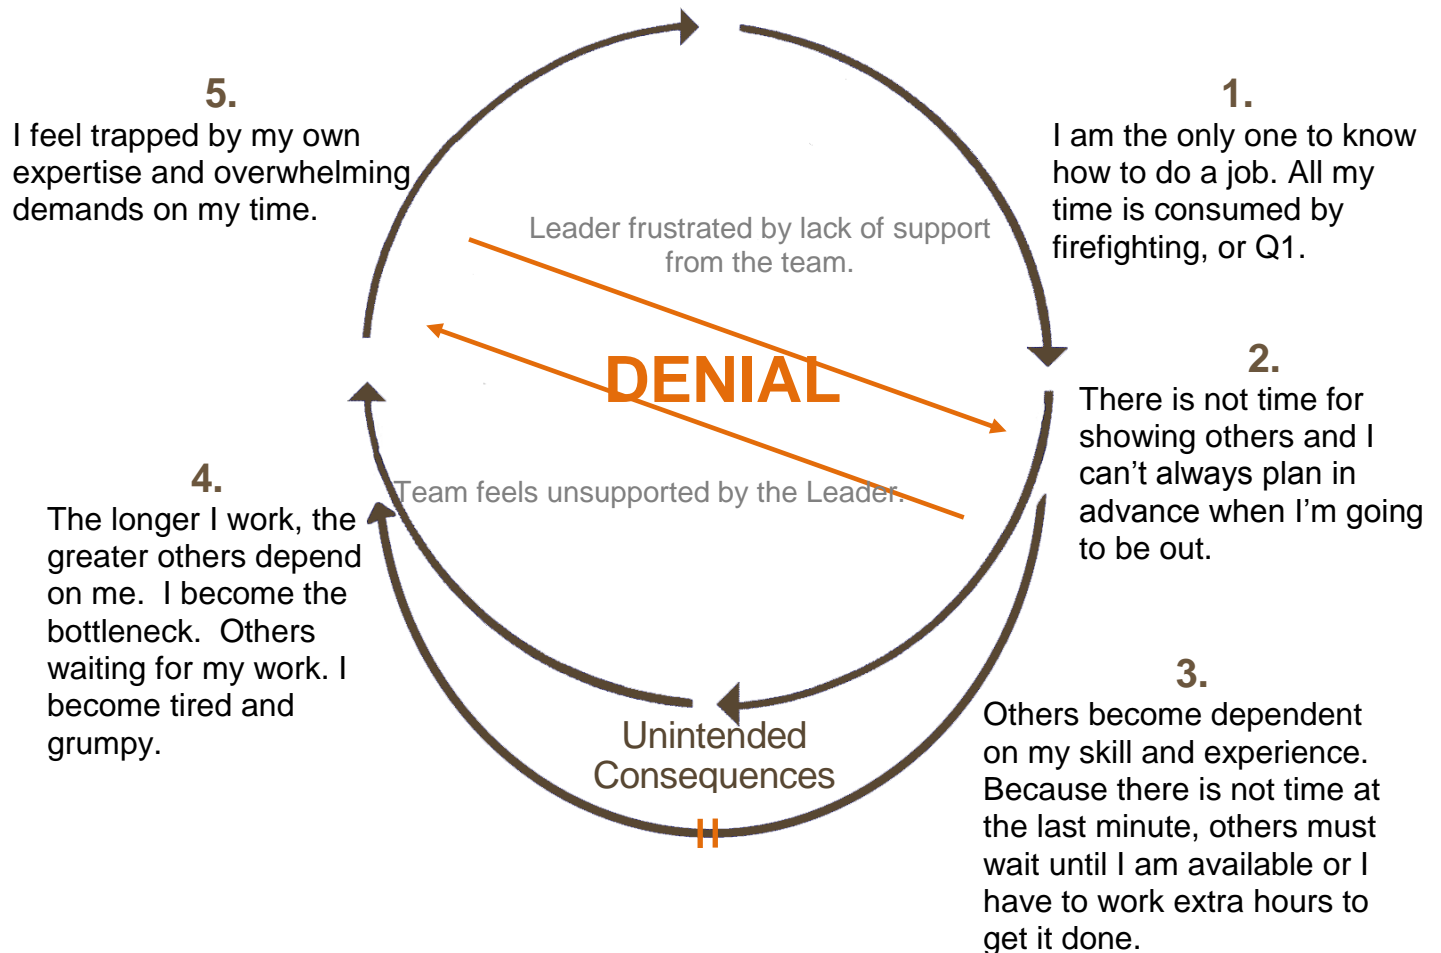 1.
I am the only one to know
how to do a job. All my
time is consumed by
firefighting, or Q1.
2.
There is not time for
showing others and I
can’t always plan in
advance when I’m going
to be out.
3.
Others become dependent
on my skill and experience.
Because there is not time at
the last minute, others must
wait until I am available or I
have to work extra hours to
get it done.
4.
The longer I work, the
greater others depend
on me.  I become the
bottleneck.  Others
waiting for my work. I
become tired and
grumpy.
5.
I feel trapped by my own
expertise and overwhelming
demands on my time.
Leader frustrated by lack of support
from the team.
DENIAL
Team feels unsupported by the Leader.
Unintended
Consequences